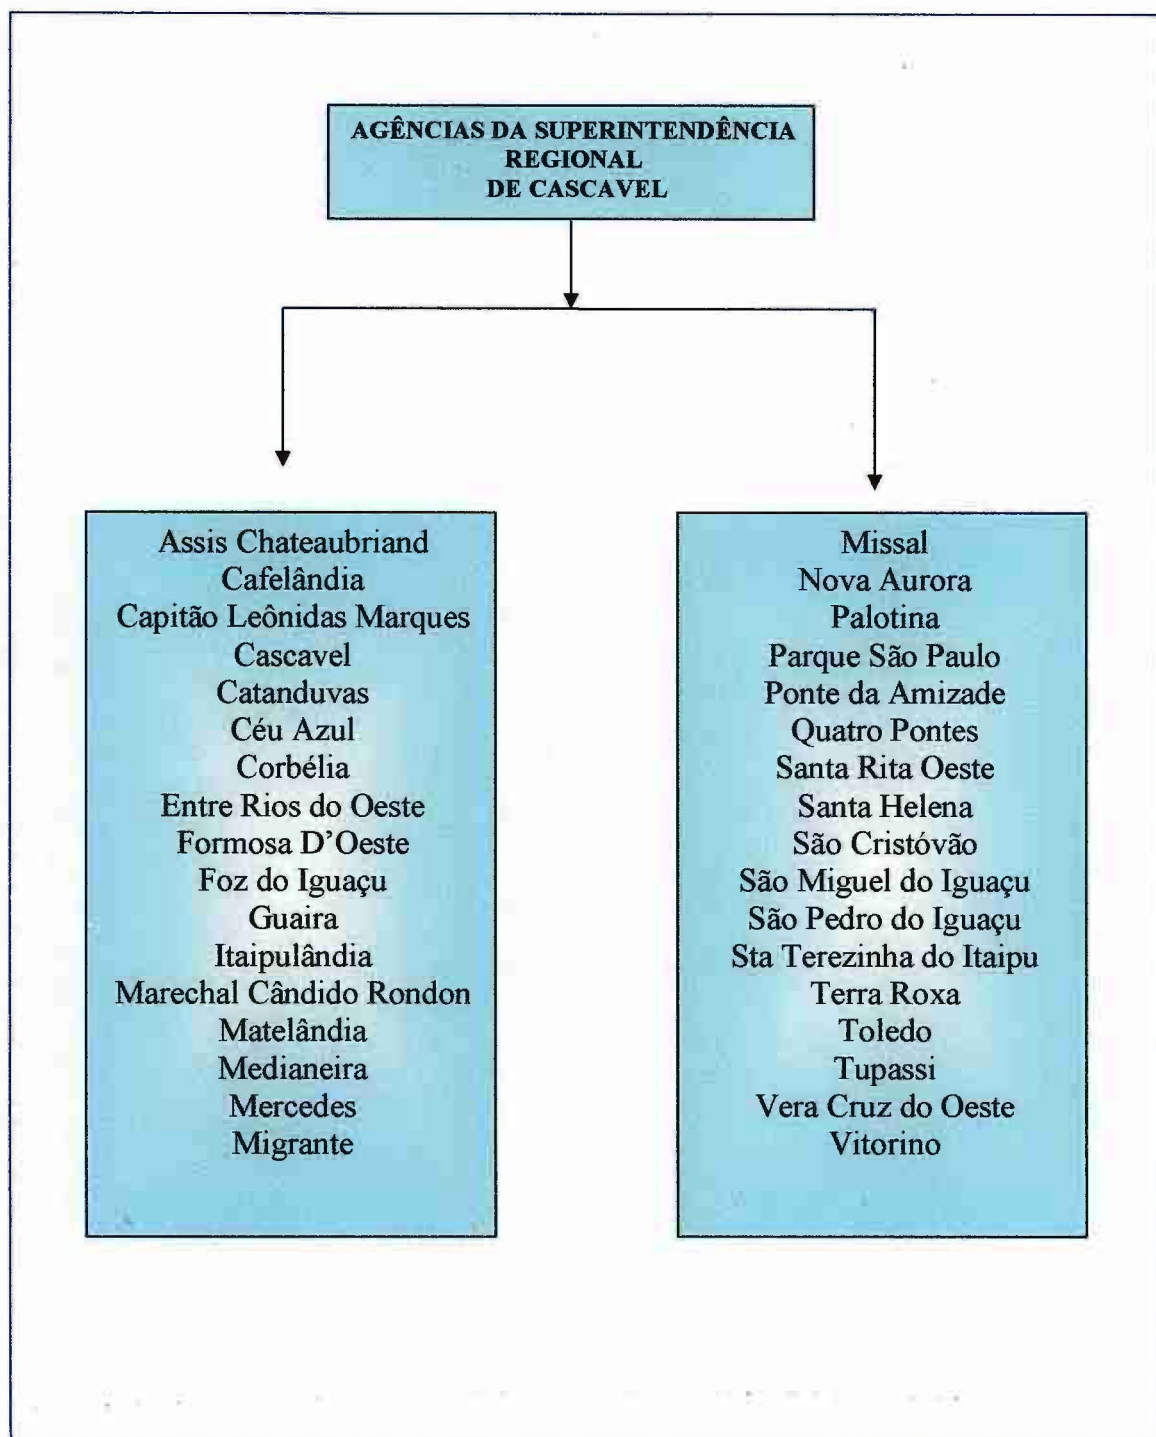 AGÊNCIAS DA SUPERINTENDÊNCIA
REGIONAL
DE CASCAVEL
Assis Chateaubriand
Cafelândia
Capitão Leônidas Marques
Cascavel
Catanduvas
Céu Azul
Corbélia
Entre Rios do Oeste
Formosa D'Oeste
Foz do Iguaçu
Guaira
Itaipulândia
Marechal Cândido Rondon
Matelândia
Medianeira
Mercedes
Migrante
Missal
Nova Aurora
Palotina
Parque São Paulo
Ponte da Amizade
Quatro Pontes
Santa Rita Oeste
Santa Helena
São Cristóvão
São Miguel do Iguaçu
São Pedro do Iguaçu
Sta Terezinha do Itaipu
Terra Roxa
Toledo
Tupassi
Vera Cruz do Oeste
Vitorino